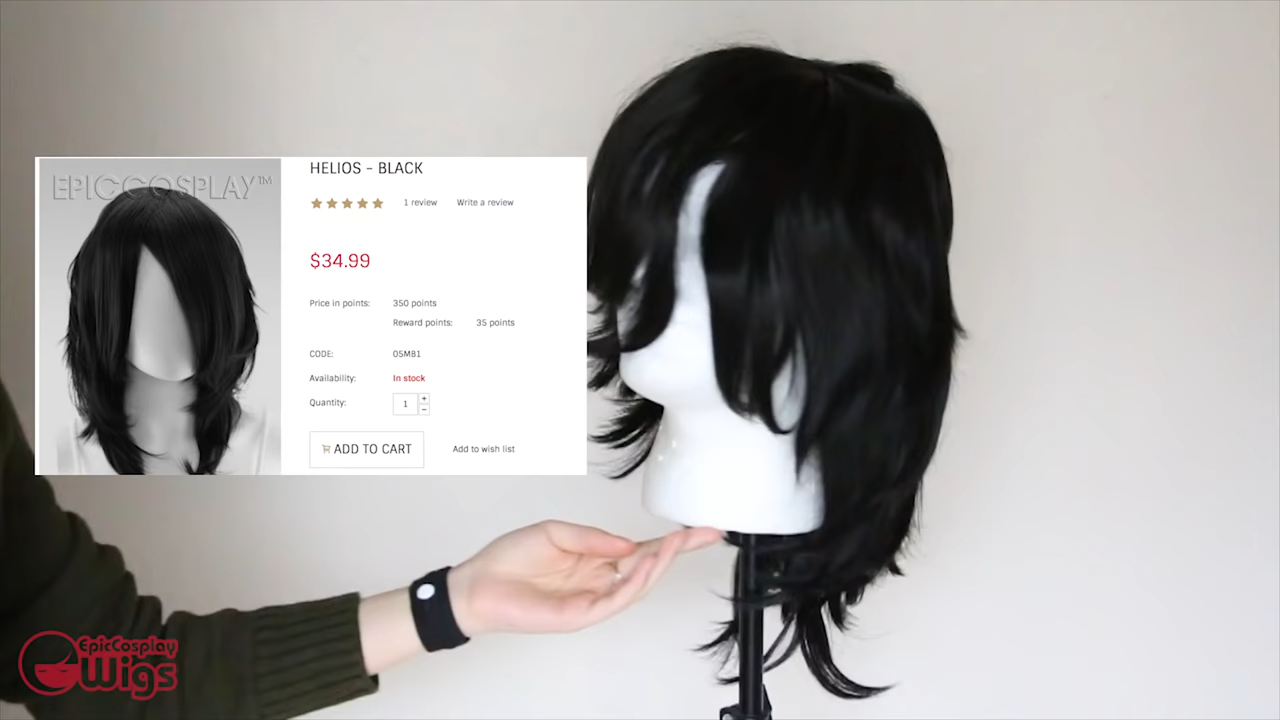 EPICCOSPLAY™
HELIOS - BLACK
1 review Write a review
$34.99
Price in points: 350 points
Reward points: 35 points
CODE: 05MB1
Availability: In stock
Quantity: 1 + −
ADD TO CART Add to wish list
EpicCosplay
Wigs